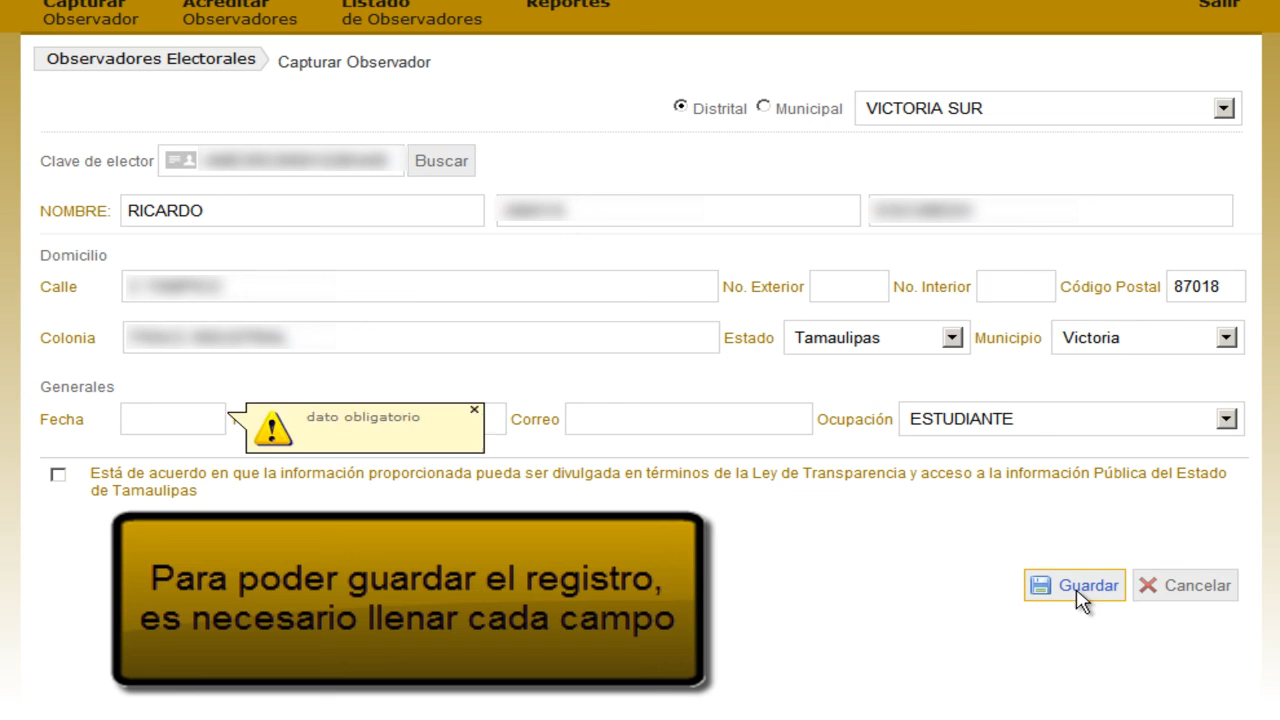 Capturar Acreditar Listado Reportes Salir
Observador Observadores de Observadores
Observadores Electorales Capturar Observador
Distrital Municipal VICTORIA SUR
Clave de elector Buscar
NOMBRE: RICARDO
Domicilio
Calle No. Exterior No. Interior Código Postal 87018
Colonia Estado Tamaulipas Municipio Victoria
Generales
Fecha dato obligatorio x Correo Ocupación ESTUDIANTE
Está de acuerdo en que la información proporcionada pueda ser divulgada en términos de la Ley de Transparencia y acceso a la información Pública del Estado
de Tamaulipas
Para poder guardar el registro,
es necesario llenar cada campo
Guardar Cancelar